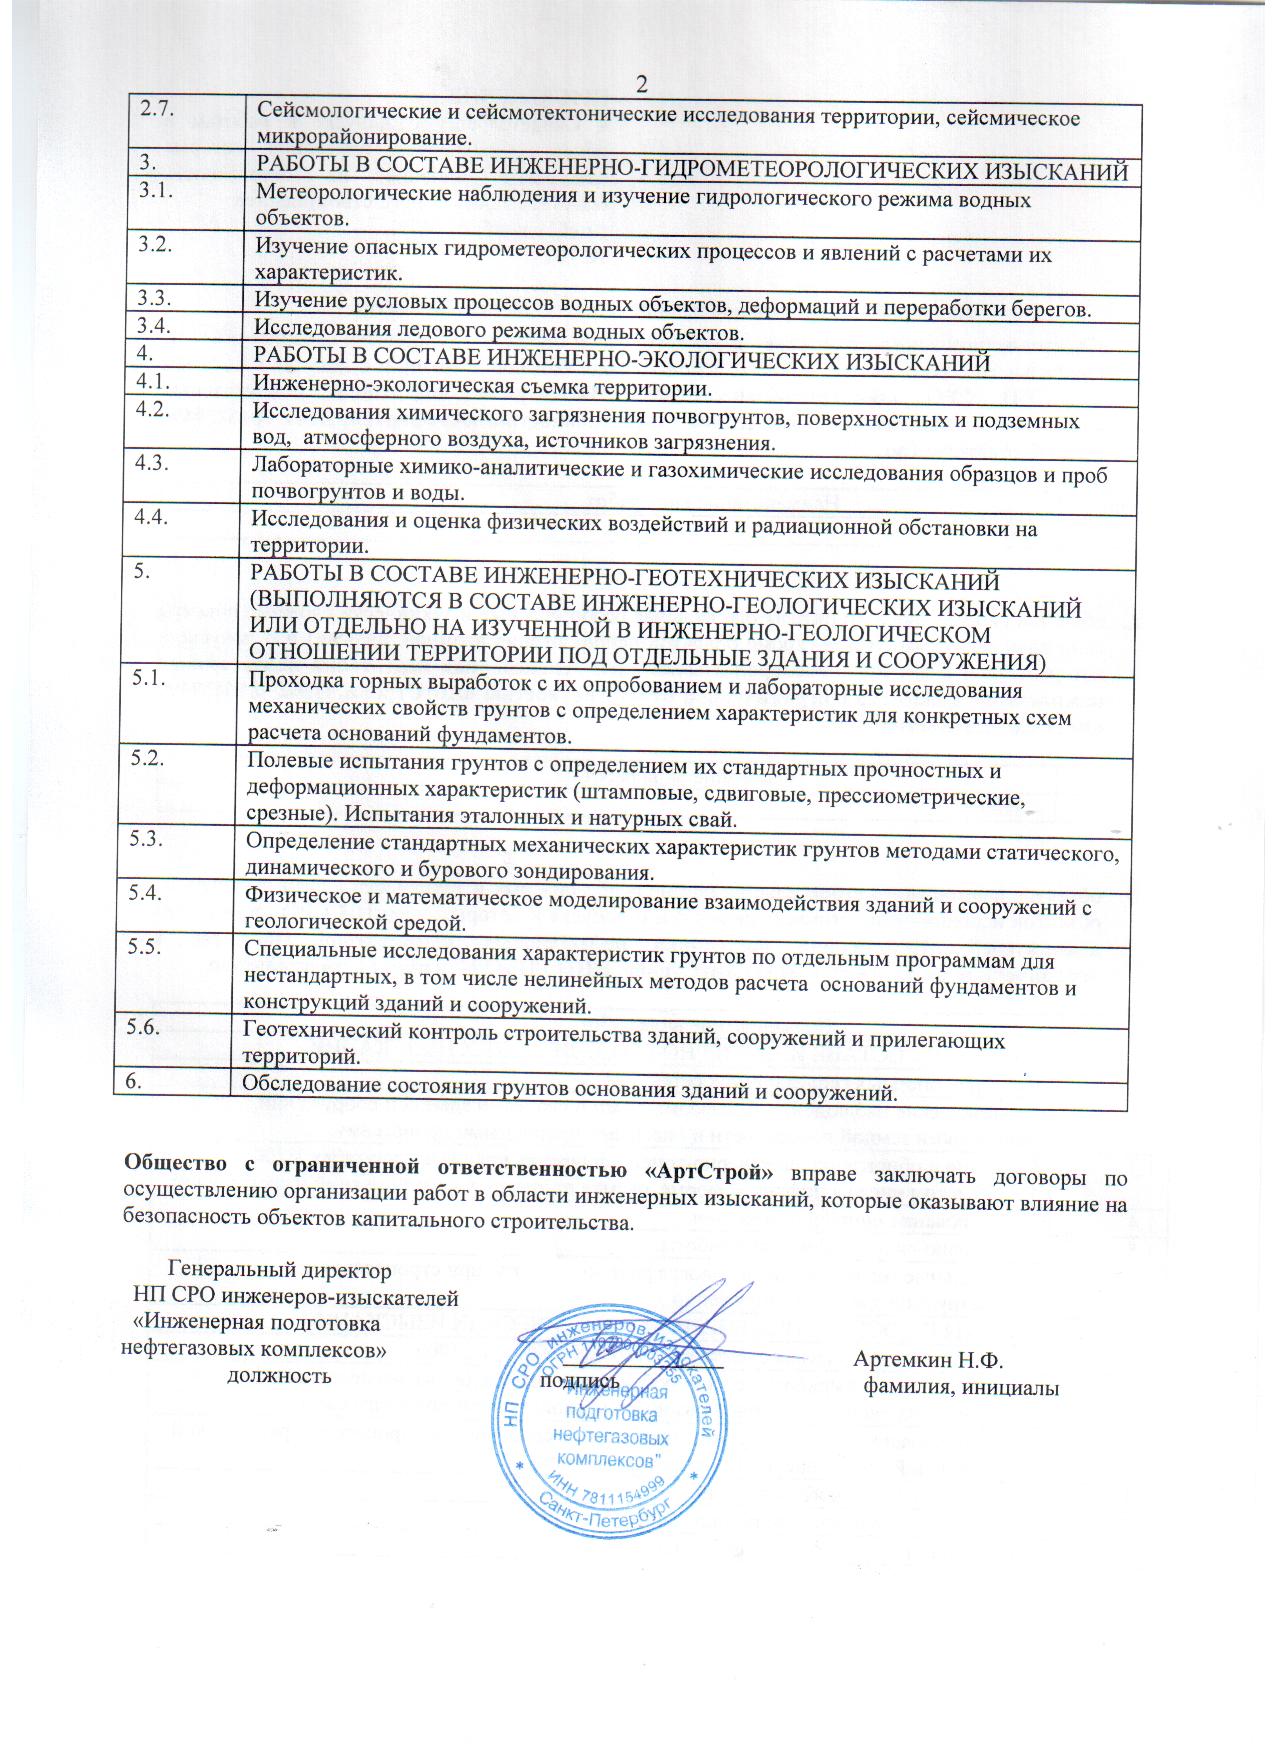 2
2.7. Сейсмологические и сейсмотектонические исследования территории, сейсмическое
микрорайонирование.
3. РАБОТЫ В СОСТАВЕ ИНЖЕНЕРНО-ГИДРОМЕТЕОРОЛОГИЧЕСКИХ ИЗЫСКАНИЙ
3.1. Метеорологические наблюдения и изучение гидрологического режима водных
объектов.
3.2. Изучение опасных гидрометеорологических процессов и явлений с расчетами их
характеристик.
3.3. Изучение русловых процессов водных объектов, деформаций и переработки берегов.
3.4. Исследования ледового режима водных объектов.
4. РАБОТЫ В СОСТАВЕ ИНЖЕНЕРНО-ЭКОЛОГИЧЕСКИХ ИЗЫСКАНИЙ
4.1. Инженерно-экологическая съемка территории.
4.2. Исследования химического загрязнения почвогрунтов, поверхностных и подземных
вод, атмосферного воздуха, источников загрязнения.
4.3. Лабораторные химико-аналитические и газохимические исследования образцов и проб
почвогрунтов и воды.
4.4. Исследования и оценка физических воздействий и радиационной обстановки на
территории.
5. РАБОТЫ В СОСТАВЕ ИНЖЕНЕРНО-ГЕОТЕХНИЧЕСКИХ ИЗЫСКАНИЙ
(ВЫПОЛНЯЮТСЯ В СОСТАВЕ ИНЖЕНЕРНО-ГЕОЛОГИЧЕСКИХ ИЗЫСКАНИЙ
ИЛИ ОТДЕЛЬНО НА ИЗУЧЕННОЙ В ИНЖЕНЕРНО-ГЕОЛОГИЧЕСКОМ
ОТНОШЕНИИ ТЕРРИТОРИИ ПОД ОТДЕЛЬНЫЕ ЗДАНИЯ И СООРУЖЕНИЯ)
5.1. Проходка горных выработок с их опробованием и лабораторные исследования
механических свойств грунтов с определением характеристик для конкретных схем
расчета оснований фундаментов.
5.2. Полевые испытания грунтов с определением их стандартных прочностных и
деформационных характеристик (штамповые, сдвиговые, прессиометрические,
срезные). Испытания эталонных и натурных свай.
5.3. Определение стандартных механических характеристик грунтов методами статического,
динамического и бурового зондирования.
5.4. Физическое и математическое моделирование взаимодействия зданий и сооружений с
геологической средой.
5.5. Специальные исследования характеристик грунтов по отдельным программам для
нестандартных, в том числе нелинейных методов расчета оснований фундаментов и
конструкций зданий и сооружений.
5.6. Геотехнический контроль строительства зданий, сооружений и прилегающих
территорий.
6. Обследование состояния грунтов основания зданий и сооружений.
Общество с ограниченной ответственностью «АртСтрой» вправе заключать договоры по
осуществлению организации работ в области инженерных изысканий, которые оказывают влияние на
безопасность объектов капитального строительства.
Генеральный директор
НП СРО инженеров-изыскателей
«Инженерная подготовка
нефтегазовых комплексов»
должность
подпись
Артемкин Н.Ф.
фамилия, инициалы
НП СРО инженеров-изыскателей
ОГРН
"Инженерная
подготовка
нефтегазовых
комплексов"
ИНН 7811154999
Санкт-Петербург